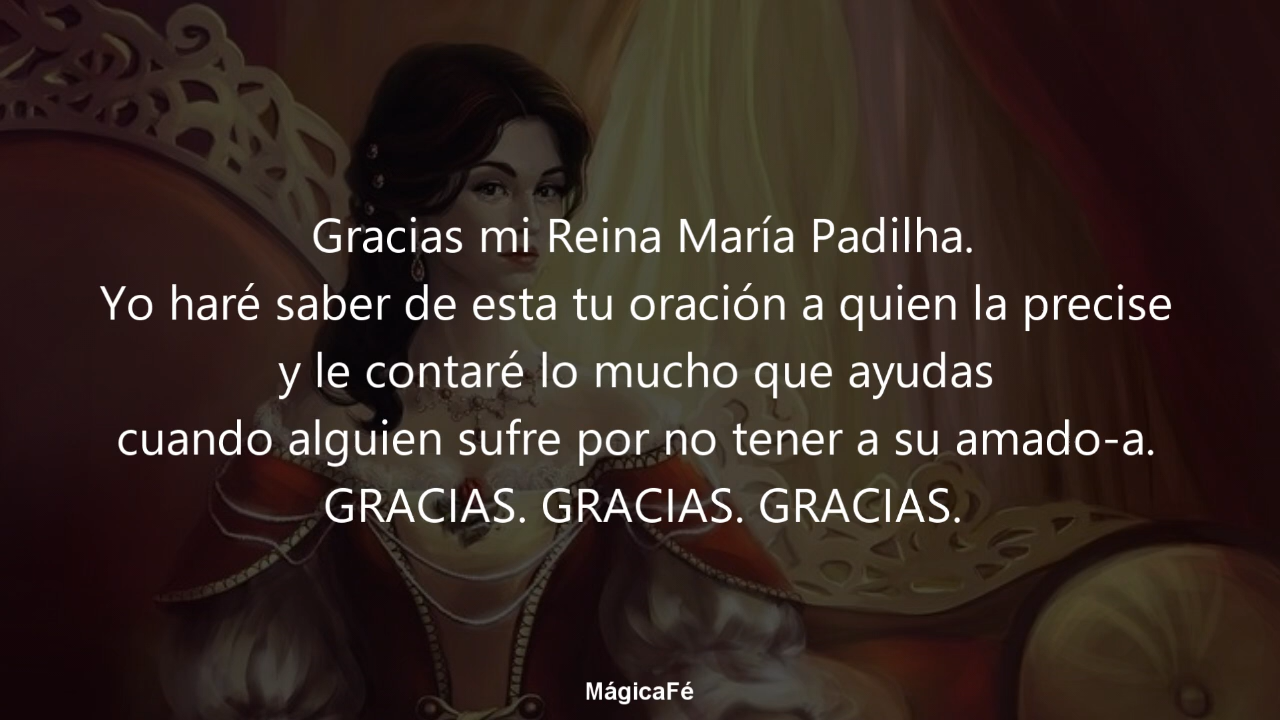 Gracias mi Reina María Padilha.
Yo haré saber de esta tu oración a quien la precise
y le contaré lo mucho que ayudas
cuando alguien sufre por no tener a su amado-a.
GRACIAS. GRACIAS. GRACIAS.
MágicaFé